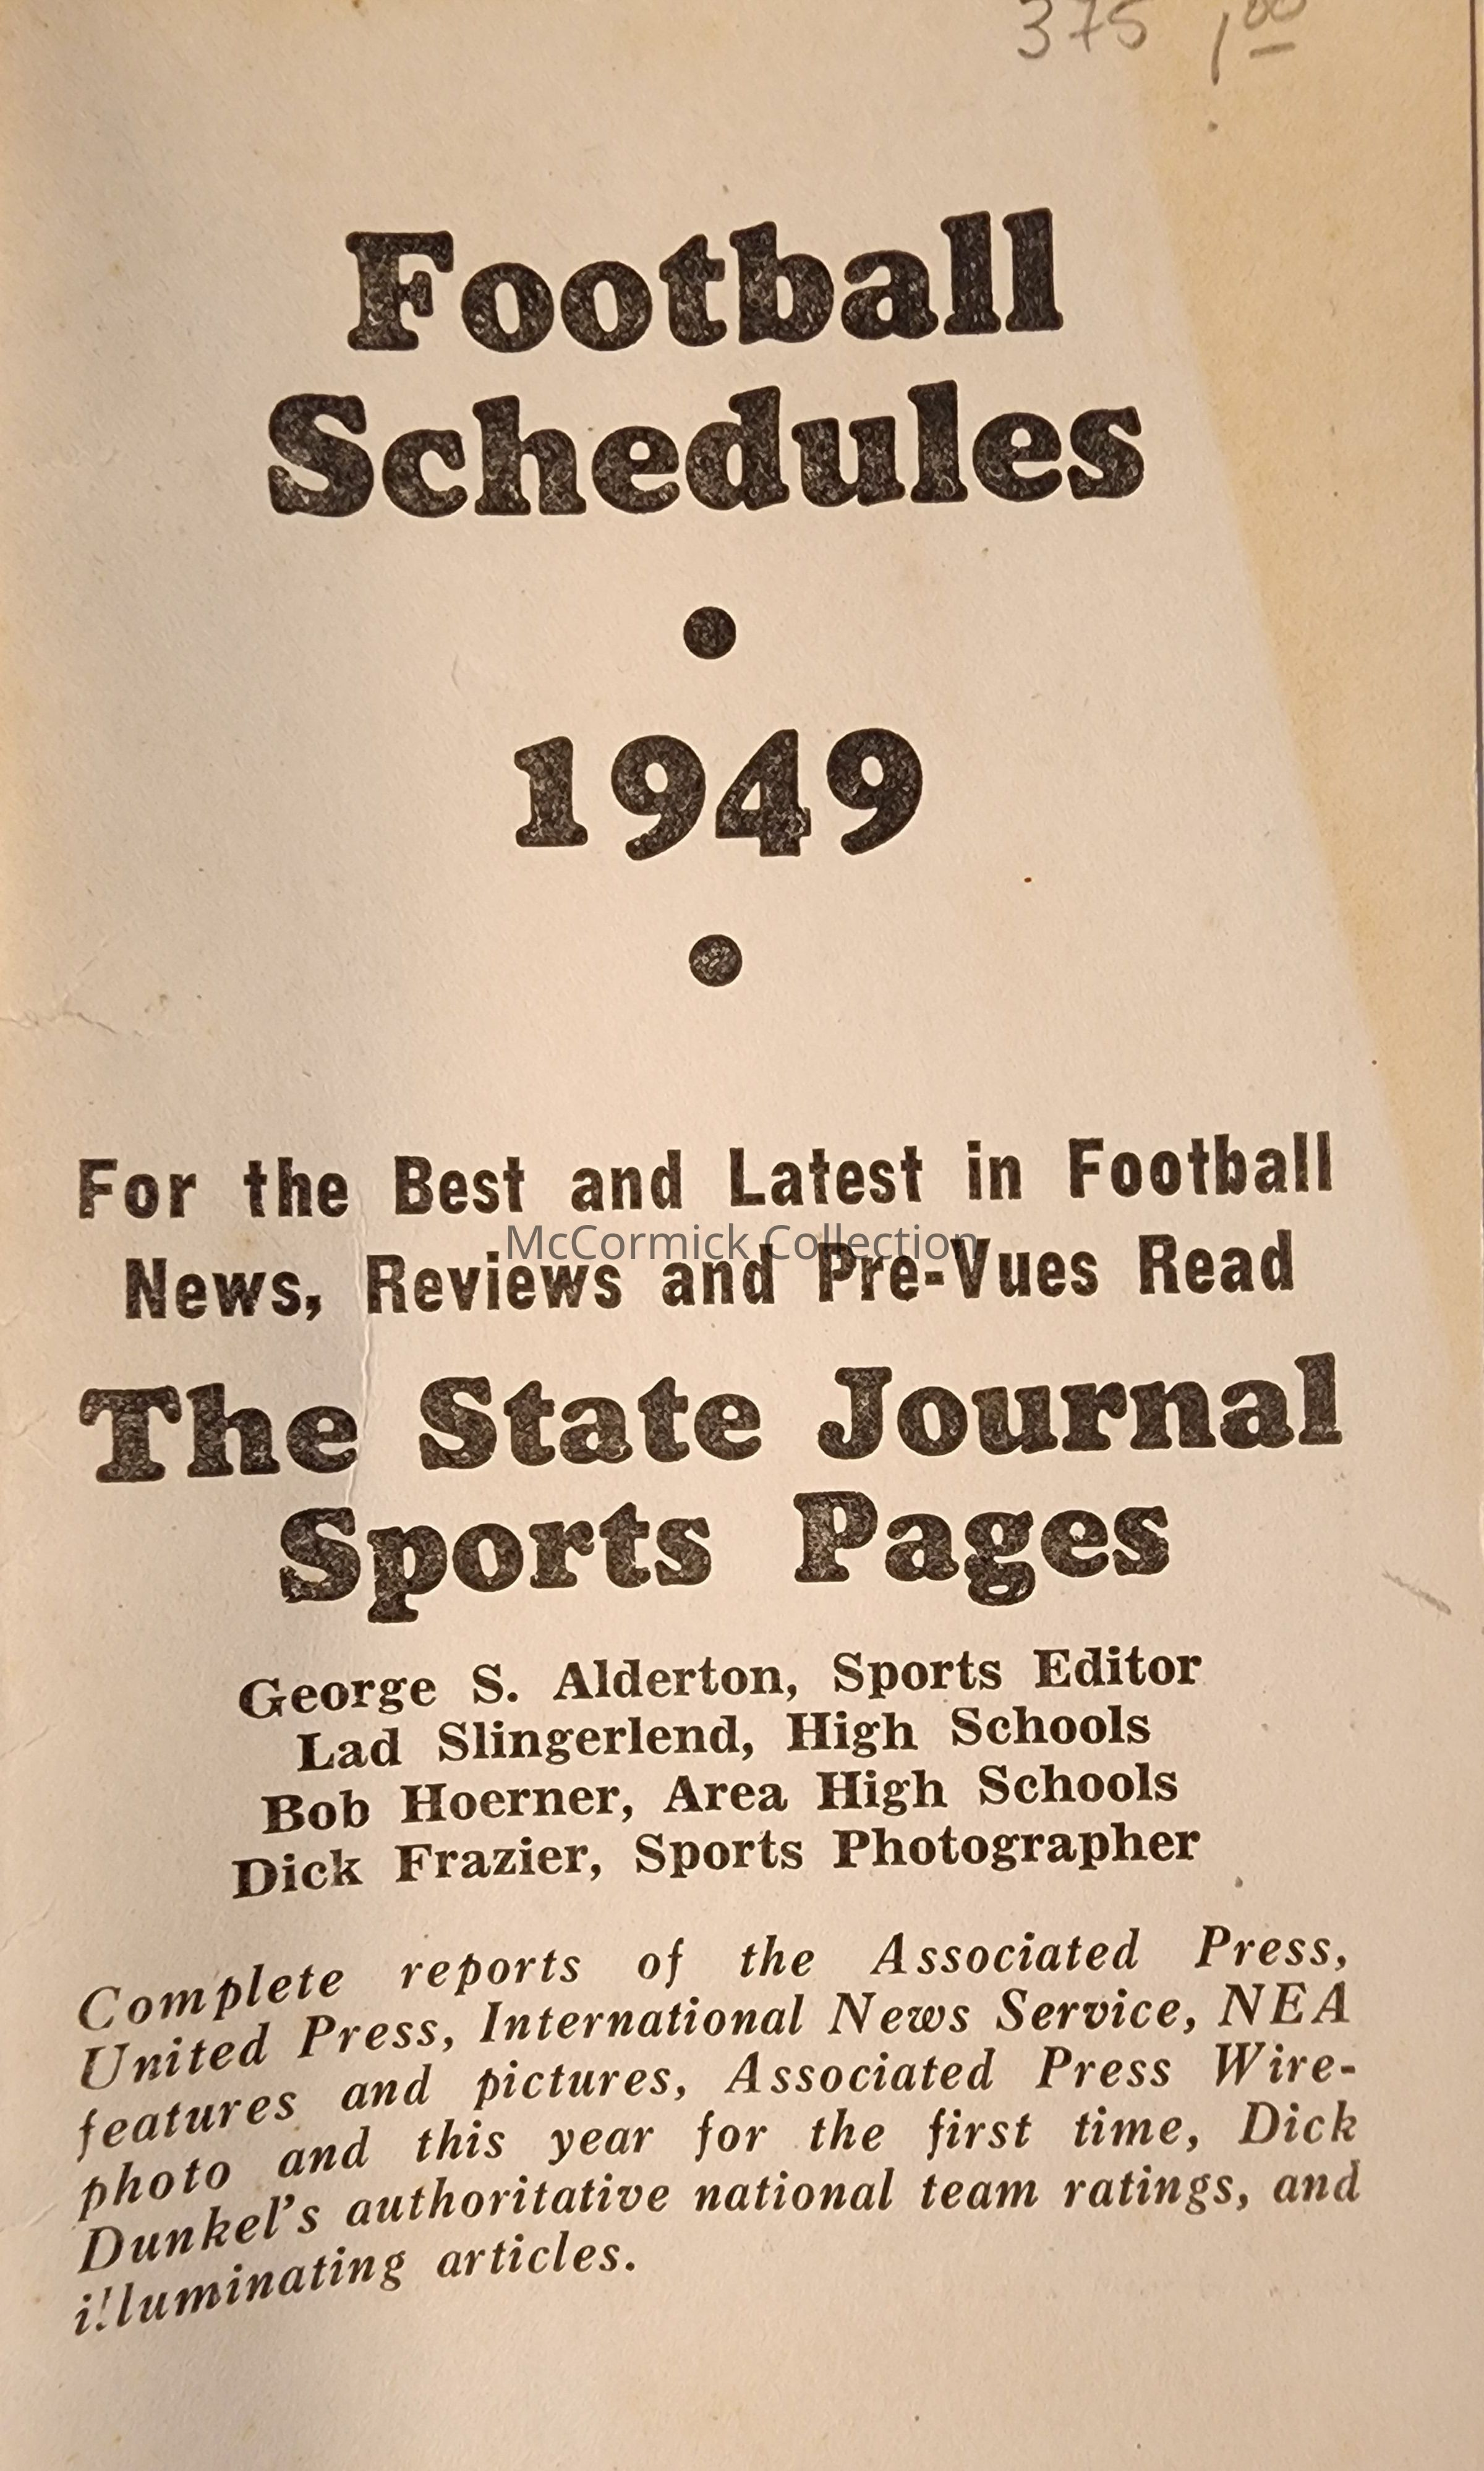 375 1.00
Football
Schedules
•
1949
•
For the Best and Latest in Football
McCormick Collection
News, Reviews and Pre-Vues Read
The State Journal
Sports Pages
George S. Alderton, Sports Editor
Lad Slingerlend, High Schools
Bob Hoerner, Area High Schools
Dick Frazier, Sports Photographer
Complete reports of the Associated Press,
United Press, International News Service, NEA
features and pictures, Associated Press Wire-
photo and this year for the first time, Dick
Dunkel's authoritative national team ratings, and
illuminating articles.